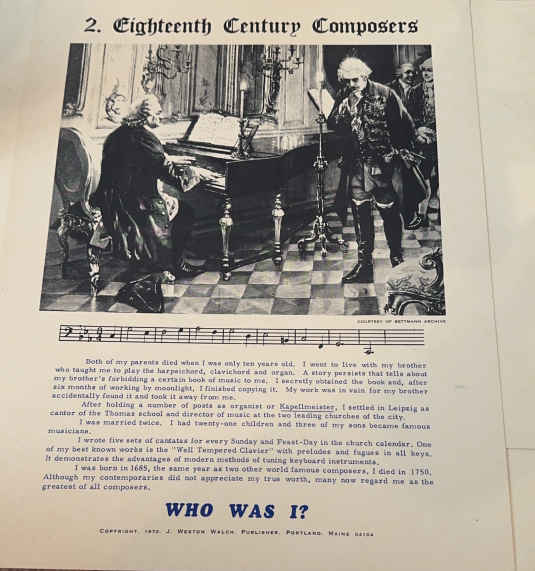 2. Eighteenth Century Composers
COURTESY OF BETTMANN ARCHIVE
Both of my parents died when I was only ten years old. I went to live with my brother
who taught me to play the harpsichord, clavichord and organ. A story persists that tells about
my brother's forbidding a certain book of music to me. I secretly obtained the book and, after
six months of working by moonlight, I finished copying it. My work was in vain for my brother
accidentally found it and took it away from me.
After holding a number of posts as organist or Kapellmeister, I settled in Leipzig as
cantor of the Thomas school and director of music at the two leading churches of the city.
I was married twice. I had twenty-one children and three of my sons became famous
musicians.
I wrote five sets of cantatas for every Sunday and Feast-Day in the church calendar. One
of my best known works is the "Well Tempered Clavier" with preludes and fugues in all keys.
It demonstrates the advantages of modern methods of tuning keyboard instruments.
I was born in 1685, the same year as two other world famous composers. I died in 1750.
Although my contemporaries did not appreciate my true worth, many now regard me as the
greatest of all composers.
WHO WAS I?
COPYRIGHT, 1970, J. WESTON WALCH, PUBLISHER, PORTLAND, MAINE 04104